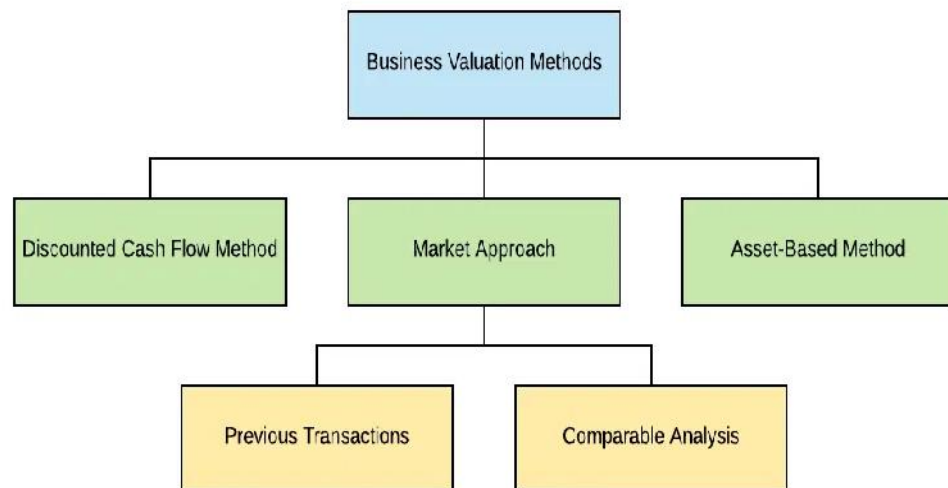 Business Valuation Methods
Discounted Cash Flow Method
Market Approach
Asset-Based Method
Previous Transactions
Comparable Analysis